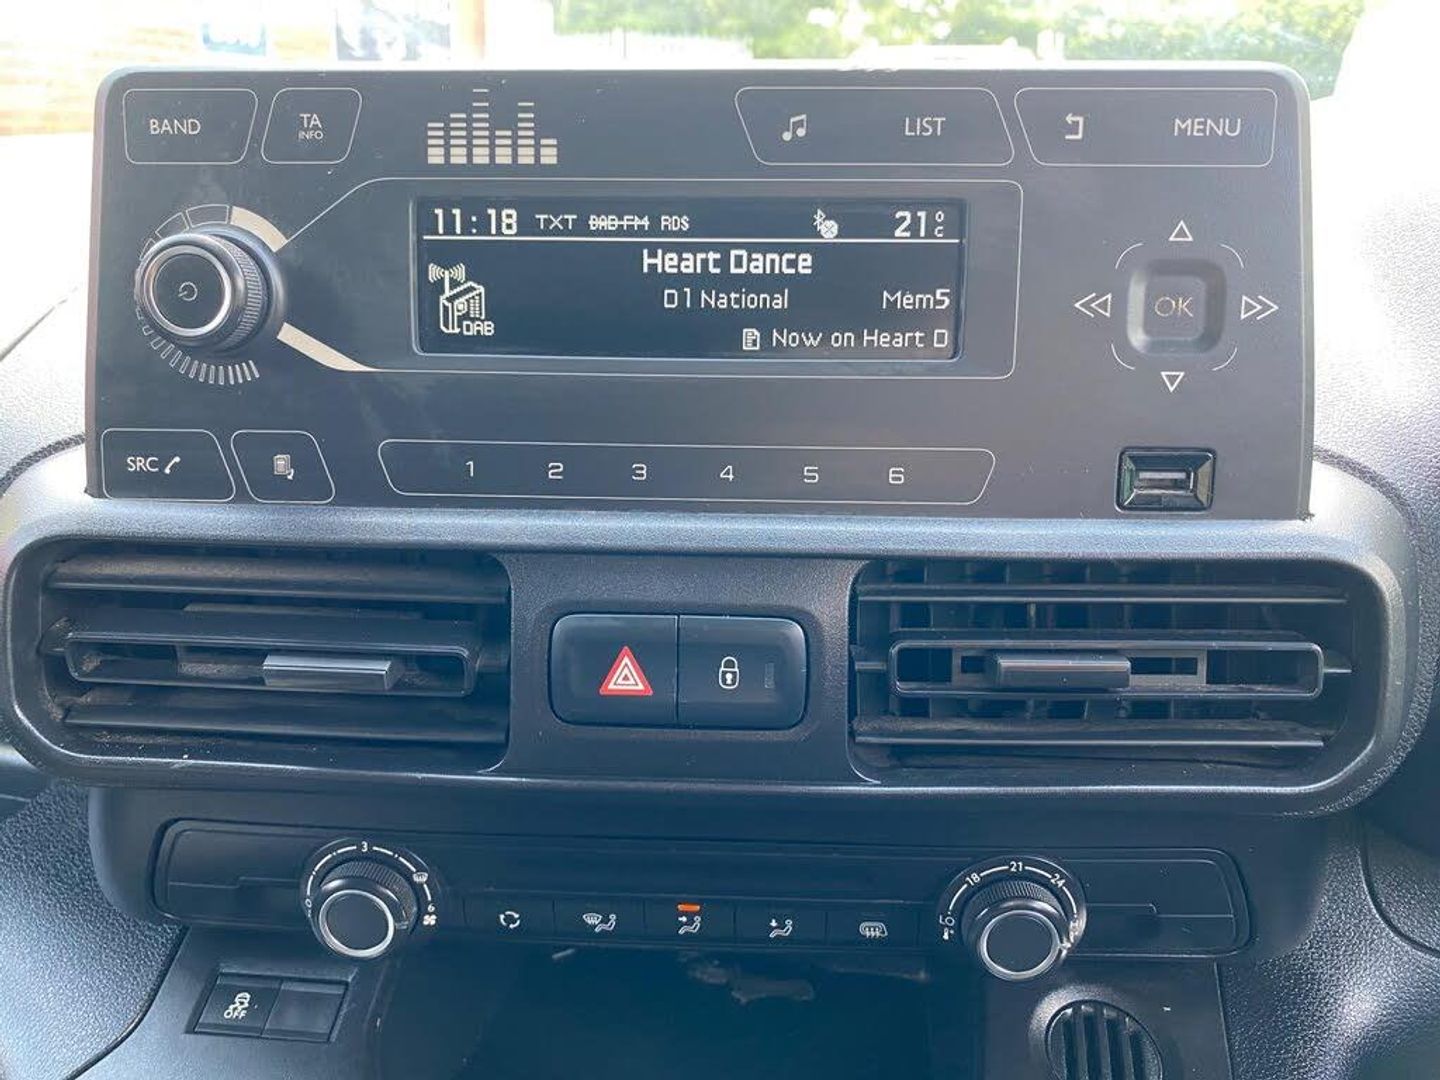 BAND TA INFO LIST MENU
11:18 TXT DAB-FM RDS 21°C
Heart Dance
D1 National Mem5
DAB Now on Heart D
OK
SRC 1 2 3 4 5 6
3 18 21 24
0 6
OFF